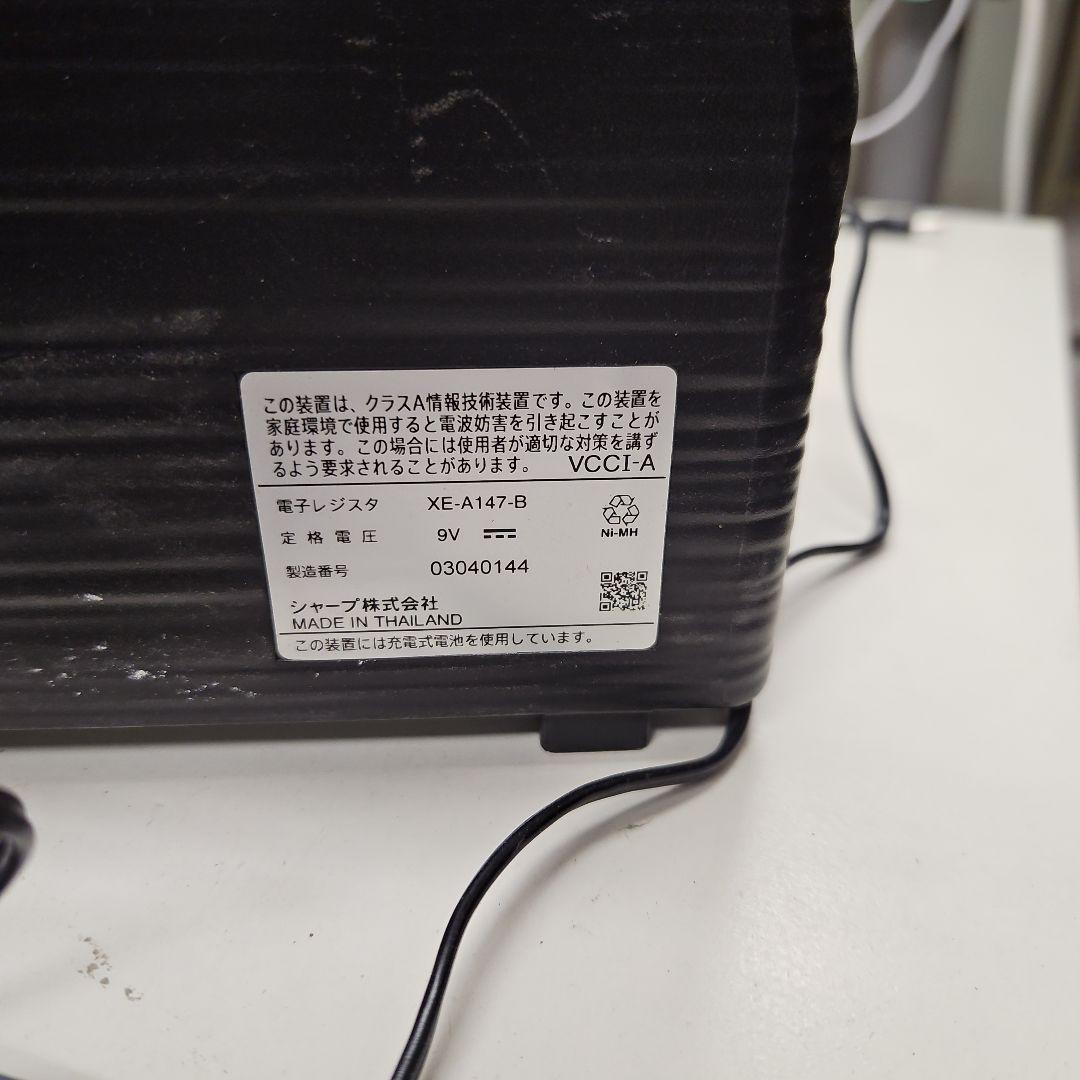 この装置は、クラスA情報技術装置です。この装置を
家庭環境で使用すると電波妨害を引き起こすことが
あります。この場合には使用者が適切な対策を講ず
るよう要求されることがあります。 VCCI-A
電子レジスタ XE-A147-B
定格電圧 9V
Ni-MH
製造番号 03040144
シャープ株式会社
MADE IN THAILAND
この装置には充電式電池を使用しています。